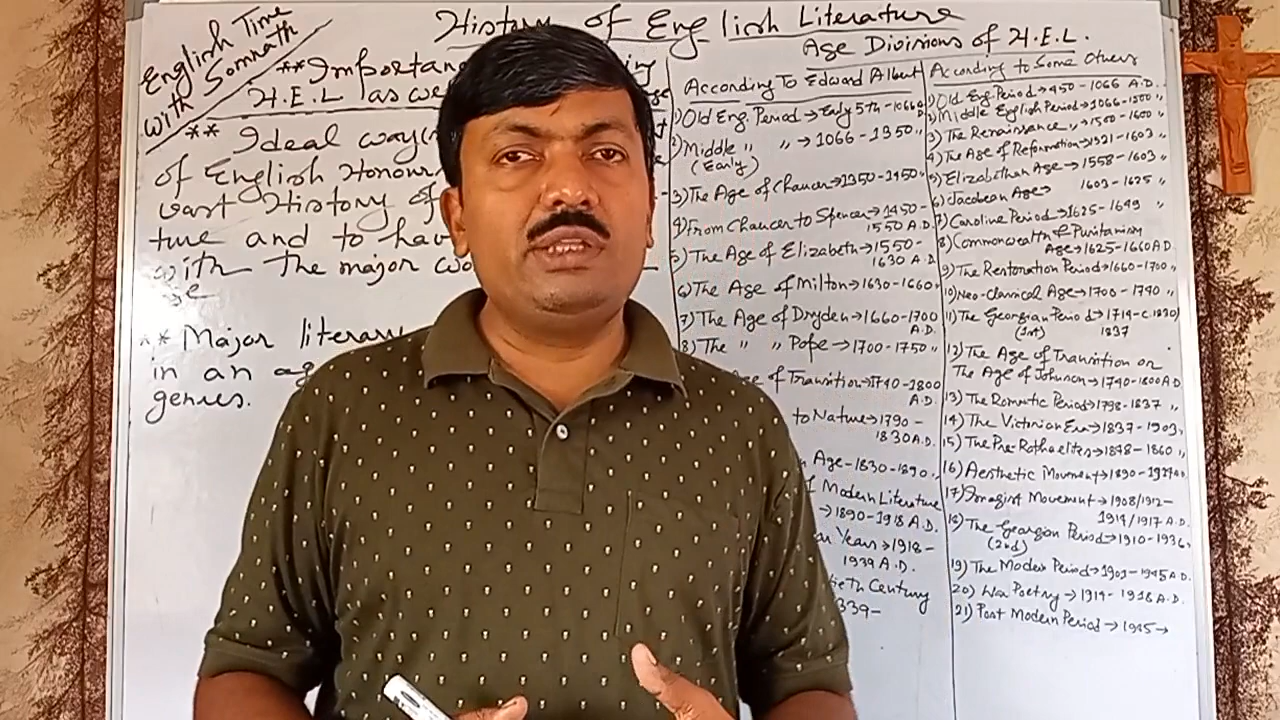 History of English Literature
English Time
with Somnath
** Importan
H.E.L as we
** Ideal way
of English Honour
vast History of
ture and to hav
with the major wo
** Major literary
in an ag
genres.
Age Divisions of H.E.L.
According To Edward Albert
1) Old Eng. Period → Early 5th - 1066
2) Middle " " → 1066 - 1350 "
(Early)
3) The Age of Chaucer → 1350 - 1450 "
4) From Chaucer to Spencer → 1450 -
1550 A.D.
5) The Age of Elizabeth → 1550 -
1630 A.D
6) The Age of Milton → 1630 - 1660 "
7) The Age of Dryden → 1660 - 1700
A.D.
8) The " " Pope → 1700 - 1750 "
Age of Transition → 1740 - 1800
A.D.
to Nature → 1790 -
1830 A.D.
Age - 1830 - 1890 "
Modern Literature
→ 1890 - 1918 A.D.
Years → 1918 -
1939 A.D.
Century
According to Some Others
1) Old Eng. Period → 450 - 1066 A.D.
2) Middle English Period → 1066 - 1500 "
3) The Renaissance " → 1500 - 1600 "
4) The Age of Reformation → 1521 - 1603 "
5) Elizabethan Age → 1558 - 1603 "
6) Jacobean Age →
1603 - 1625 "
7) Caroline Period → 1625 - 1649 "
8) Commonwealth & Puritanism
Age → 1625 - 1660 A.D.
9) The Restoration Period → 1660 - 1700 "
10) Neo-Classical Age → 1700 - 1740 "
11) The Georgian Period → 1714 - c. 1830/
(1st) 1837
12) The Age of Transition or
The Age of Johnson → 1740 - 1800 A.D
13) The Romantic Period → 1798 - 1837 "
14) The Victorian Era → 1837 - 1903 "
15) The Pre-Raphaelites → 1848 - 1860 "
16) Aesthetic Movement →
17) Imagist Movement → 1908/1912 -
1914/1917 A.D.
18) The Georgian Period → 1910 - 1936 "
(2nd)
19) The Modern Period → 1903 - 1945 A.D.
20) War Poetry → 1914 - 1918 A.D.
21) Post Modern Period → 1945 →